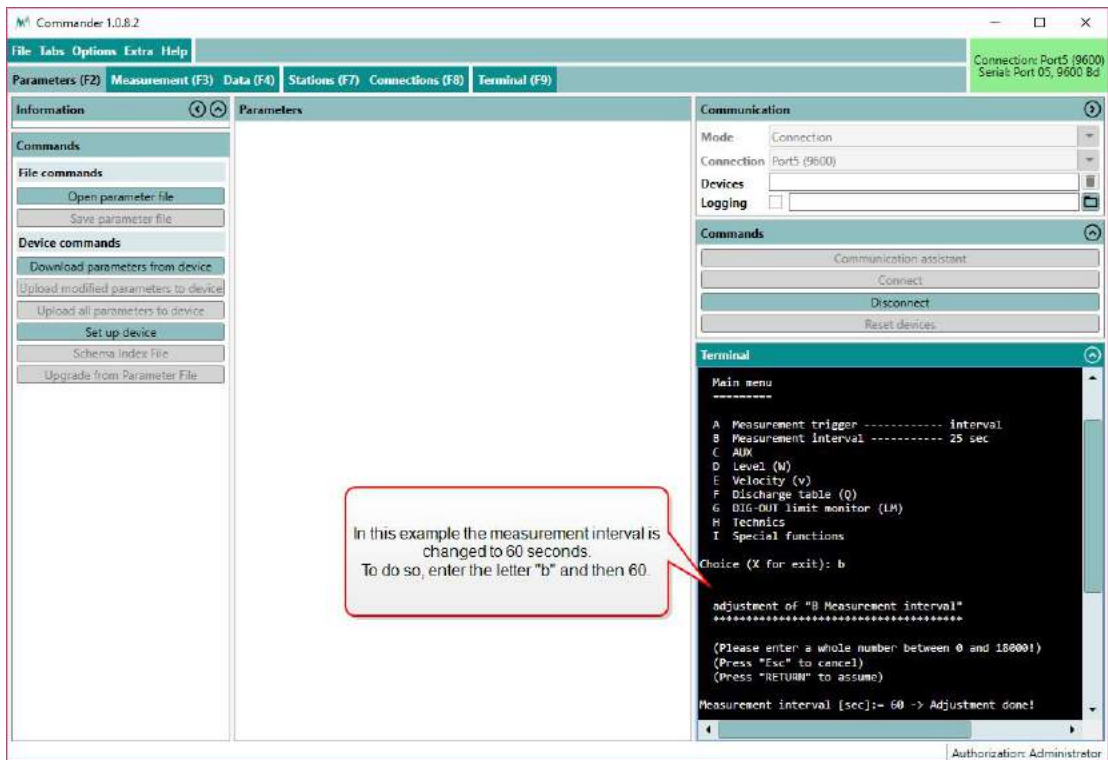 Commander 1.0.8.2
File Tabs Options Extra Help
Connection: Port5 (9600)
Serial: Port 05, 9600 Bd
Parameters (F2) Measurement (F3) Data (F4) Stations (F7) Connections (F8) Terminal (F9)
Information
Commands
File commands
Open parameter file
Save parameter file
Device commands
Download parameters from device
Upload modified parameters to device
Upload all parameters to device
Set up device
Schema Index File
Upgrade from Parameter File
Parameters
In this example the measurement interval is
changed to 60 seconds.
To do so, enter the letter "b" and then 60.
Communication
Mode Connection
Connection Port5 (9600)
Devices
Logging
Commands
Communication assistant
Connect
Disconnect
Reset devices
Terminal
Main menu
---------
A Measurement trigger ------------ interval
B Measurement interval ----------- 25 sec
C AUX
D Level (W)
E Velocity (v)
F Discharge table (Q)
G DIG-OUT limit monitor (LM)
H Technics
I Special functions
Choice (X for exit): b
adjustment of "B Measurement interval"
**************************************
(Please enter a whole number between 0 and 18000!)
(Press "Esc" to cancel)
(Press "RETURN" to assume)
Measurement interval [sec]:= 60 -> Adjustment done!
Authorization: Administrator